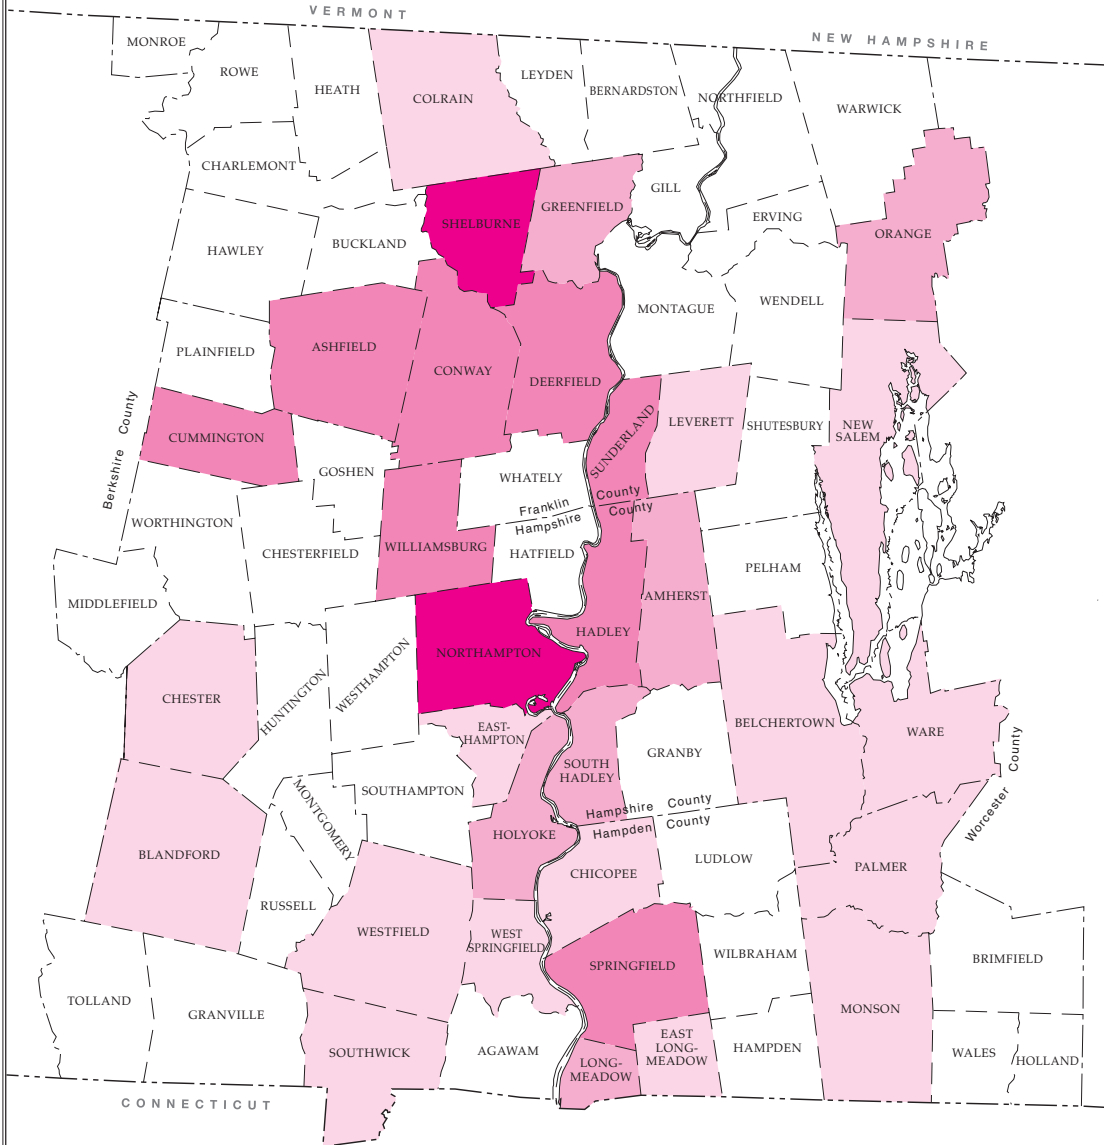 VERMONT
NEW HAMPSHIRE
MONROE
ROWE
HEATH
COLRAIN
LEYDEN
BERNARDSTON
NORTHFIELD
WARWICK
CHARLEMONT
SHELBURNE
GREENFIELD
GILL
ERVING
ORANGE
HAWLEY
BUCKLAND
MONTAGUE
WENDELL
PLAINFIELD
ASHFIELD
CONWAY
DEERFIELD
Berkshire County
CUMMINGTON
GOSHEN
WHATELY
SUNDERLAND
LEVERETT
SHUTESBURY
NEW
SALEM
Franklin County
Hampshire County
WORTHINGTON
CHESTERFIELD
WILLIAMSBURG
HATFIELD
PELHAM
MIDDLEFIELD
AMHERST
HADLEY
NORTHAMPTON
CHESTER
HUNTINGTON
WESTHAMPTON
EAST-
HAMPTON
SOUTH
HADLEY
GRANBY
BELCHERTOWN
WARE
Worcester County
SOUTHAMPTON
MONTGOMERY
Hampshire County
Hampden County
HOLYOKE
BLANDFORD
CHICOPEE
LUDLOW
PALMER
RUSSELL
WESTFIELD
WEST
SPRINGFIELD
SPRINGFIELD
WILBRAHAM
BRIMFIELD
TOLLAND
GRANVILLE
MONSON
SOUTHWICK
AGAWAM
LONG-
MEADOW
EAST
LONG-
MEADOW
HAMPDEN
WALES
HOLLAND
CONNECTICUT